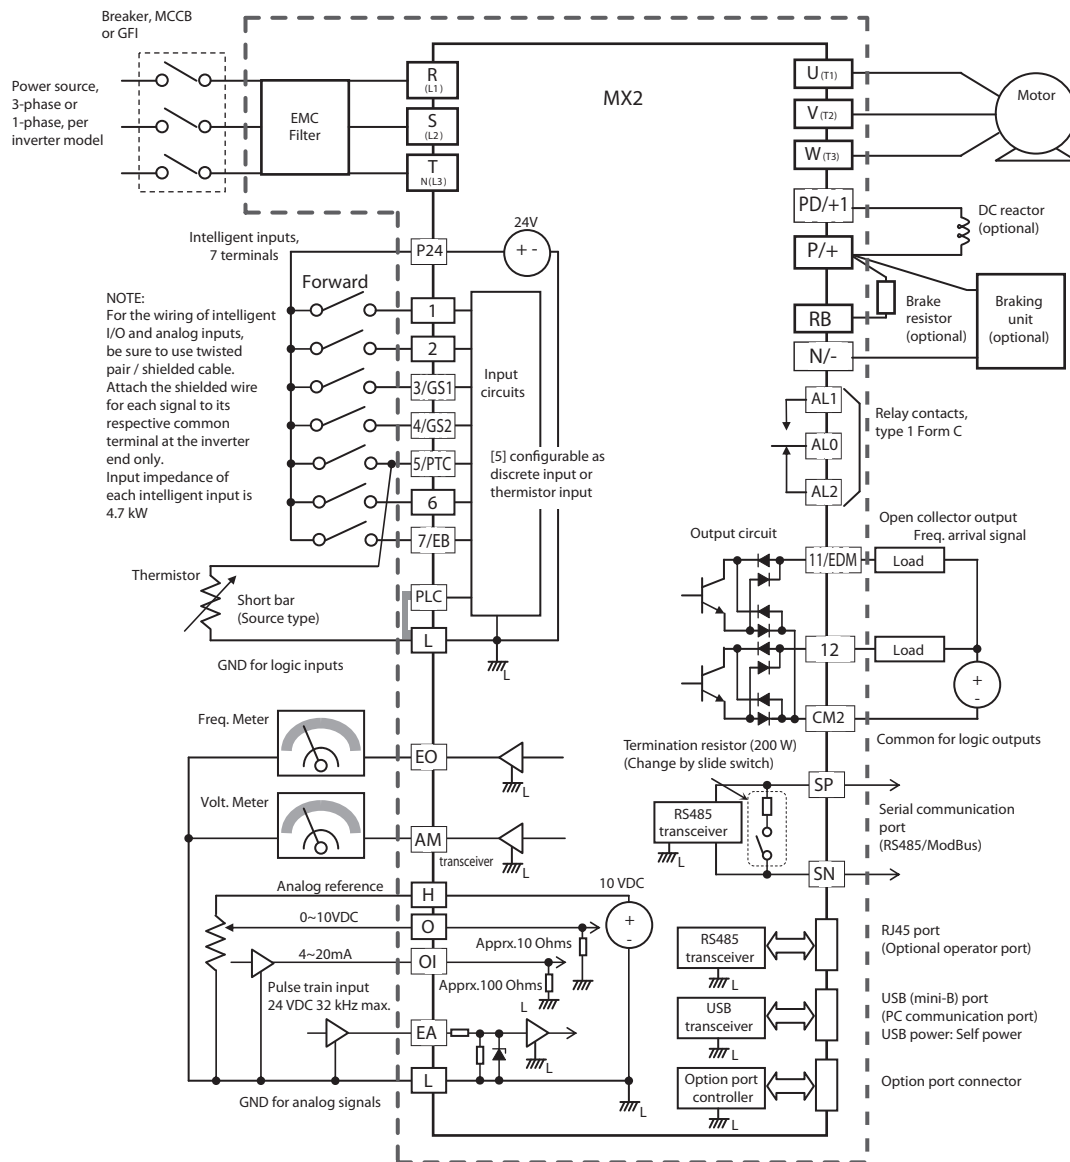 Breaker, MCCB
or GFI
Power source,
3-phase or
1-phase, per
inverter model
EMC
Filter
R
(L1)
S
(L2)
T
N(L3)
MX2
U(T1)
V(T2)
W(T3)
Motor
PD/+1
P/+
DC reactor
(optional)
RB
N/-
Brake
resistor
(optional)
Braking
unit
(optional)
Intelligent inputs,
7 terminals
P24
24V
+ -
Forward
NOTE:
For the wiring of intelligent
I/O and analog inputs,
be sure to use twisted
pair / shielded cable.
Attach the shielded wire
for each signal to its
respective common
terminal at the inverter
end only.
Input impedance of
each intelligent input is
4.7 kW
1
2
3/GS1
4/GS2
5/PTC
6
7/EB
PLC
L
Input
circuits
[5] configurable as
discrete input or
thermistor input
AL1
AL0
AL2
Relay contacts,
type 1 Form C
Thermistor
Short bar
(Source type)
GND for logic inputs
L
Output circuit
Open collector output
Freq. arrival signal
11/EDM
Load
12
Load
+
-
CM2
Common for logic outputs
Freq. Meter
EO
L
Volt. Meter
AM
transceiver
L
Termination resistor (200 W)
(Change by slide switch)
SP
RS485
transceiver
L
SN
Serial communication
port
(RS485/ModBus)
Analog reference
H
10 VDC
0~10VDC
O
+
-
Apprx.10 Ohms
4~20mA
OI
Apprx.100 Ohms
Pulse train input
24 VDC 32 kHz max.
EA
L
L
L
GND for analog signals
L
RS485
transceiver
L
RJ45 port
(Optional operator port)
USB
transceiver
L
USB (mini-B) port
(PC communication port)
USB power: Self power
Option port
controller
L
Option port connector